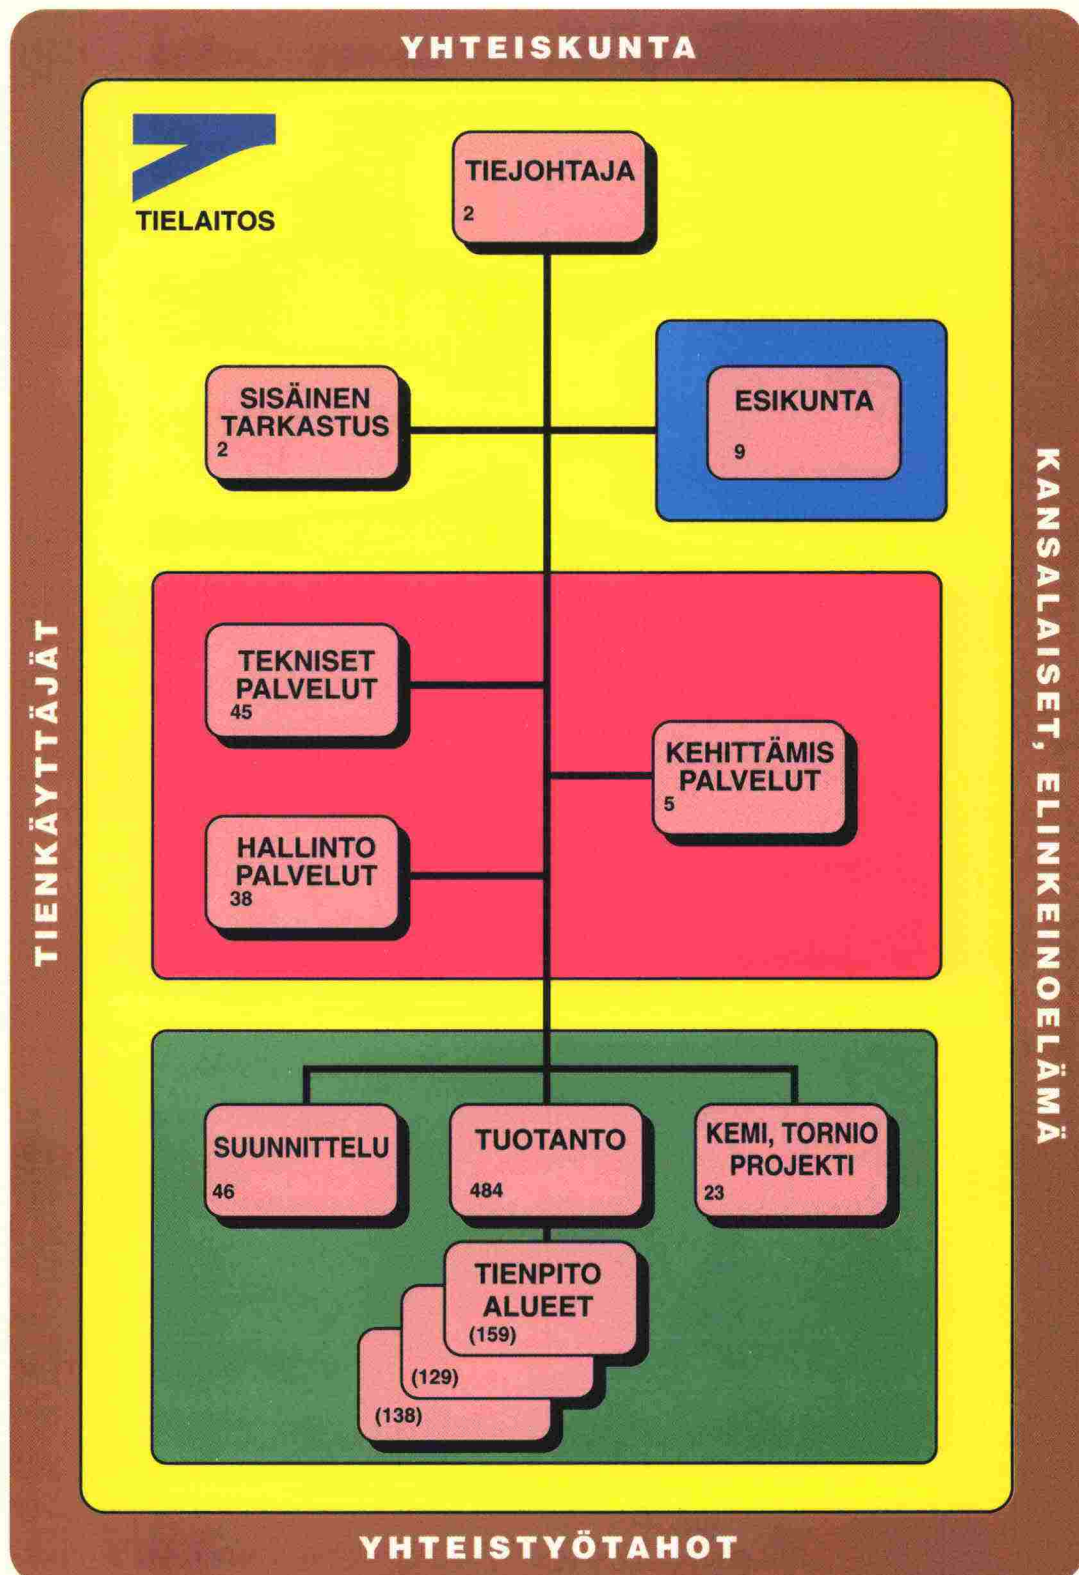 YHTEISKUNTA
TIELAITOS
TIEJOHTAJA
2
SISÄINEN
TARKASTUS
2
ESIKUNTA
9
TEKNISET
PALVELUT
45
KEHITTÄMIS
PALVELUT
5
HALLINTO
PALVELUT
38
SUUNNITTELU
46
TUOTANTO
484
KEMI, TORNIO
PROJEKTI
23
TIENPITO
ALUEET
(159)
(129)
(138)
TIENKÄYTTÄJÄT
KANSALAISET, ELINKEINOELÄMÄ
YHTEISTYÖTAHOT